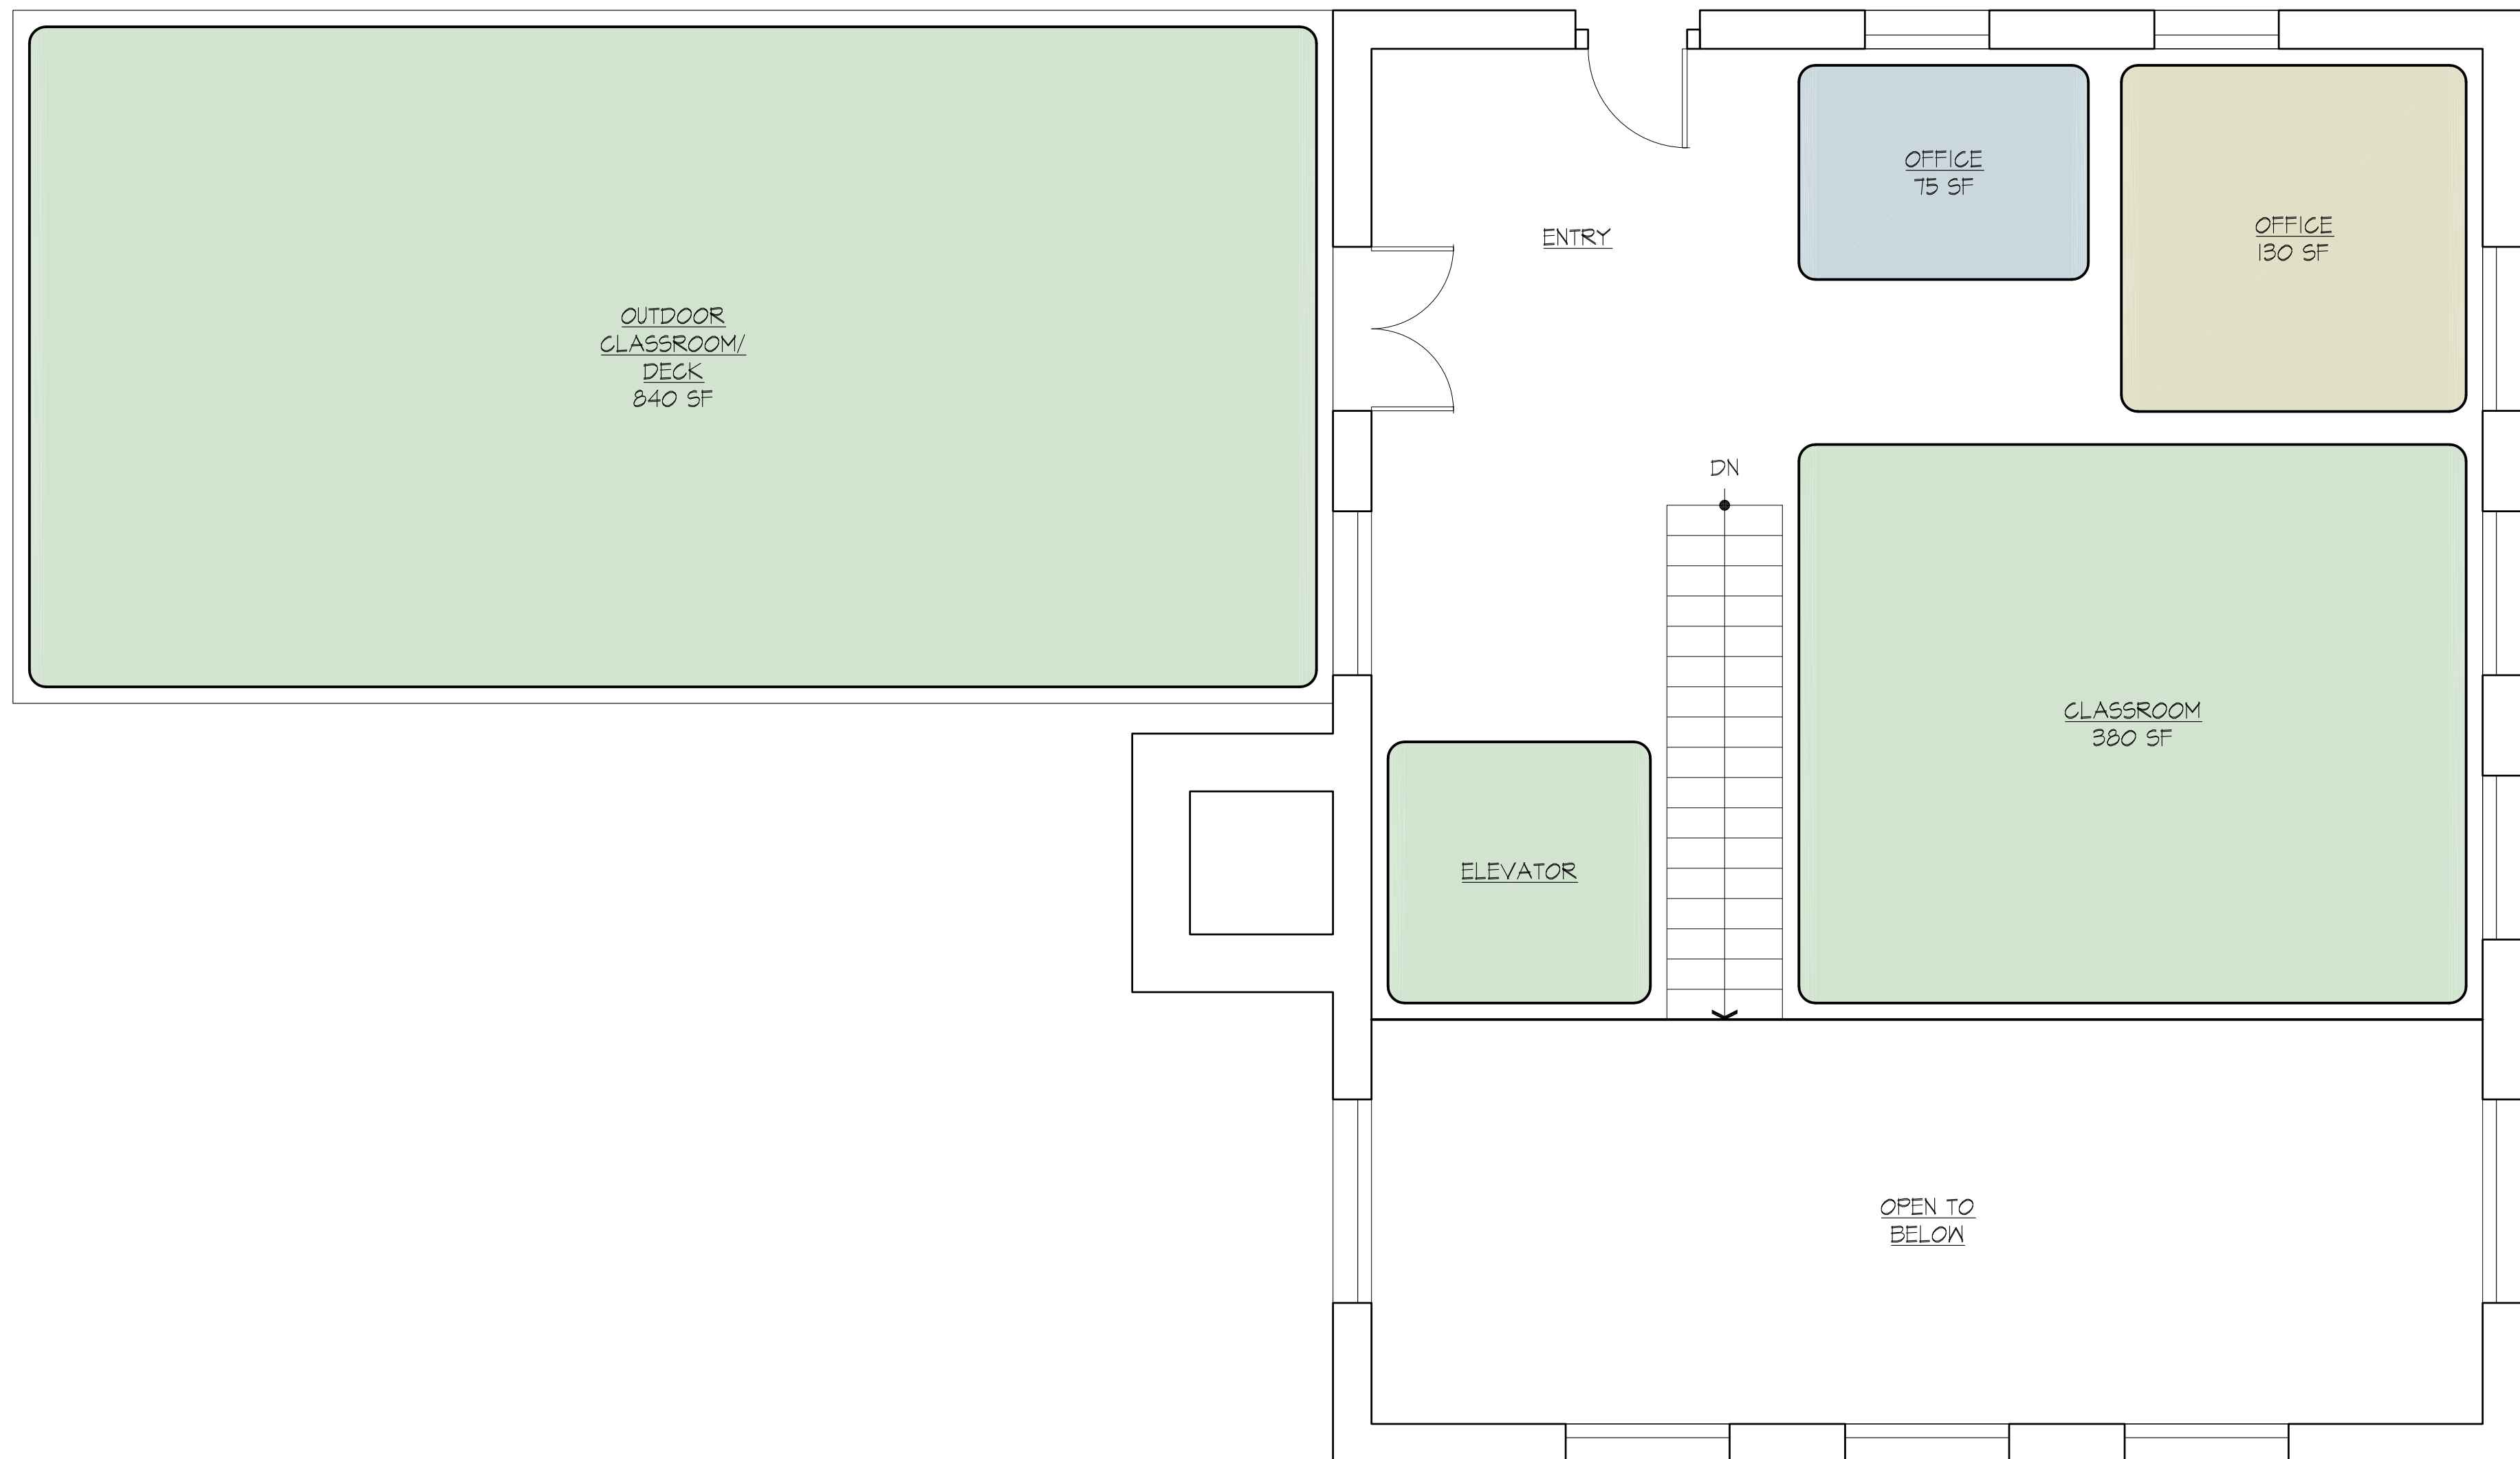 OFFICE
75 SF
OFFICE
130 SF
ENTRY
OUTDOOR
CLASSROOM/
DECK
840 SF
DN
CLASSROOM
380 SF
ELEVATOR
OPEN TO
BELOW